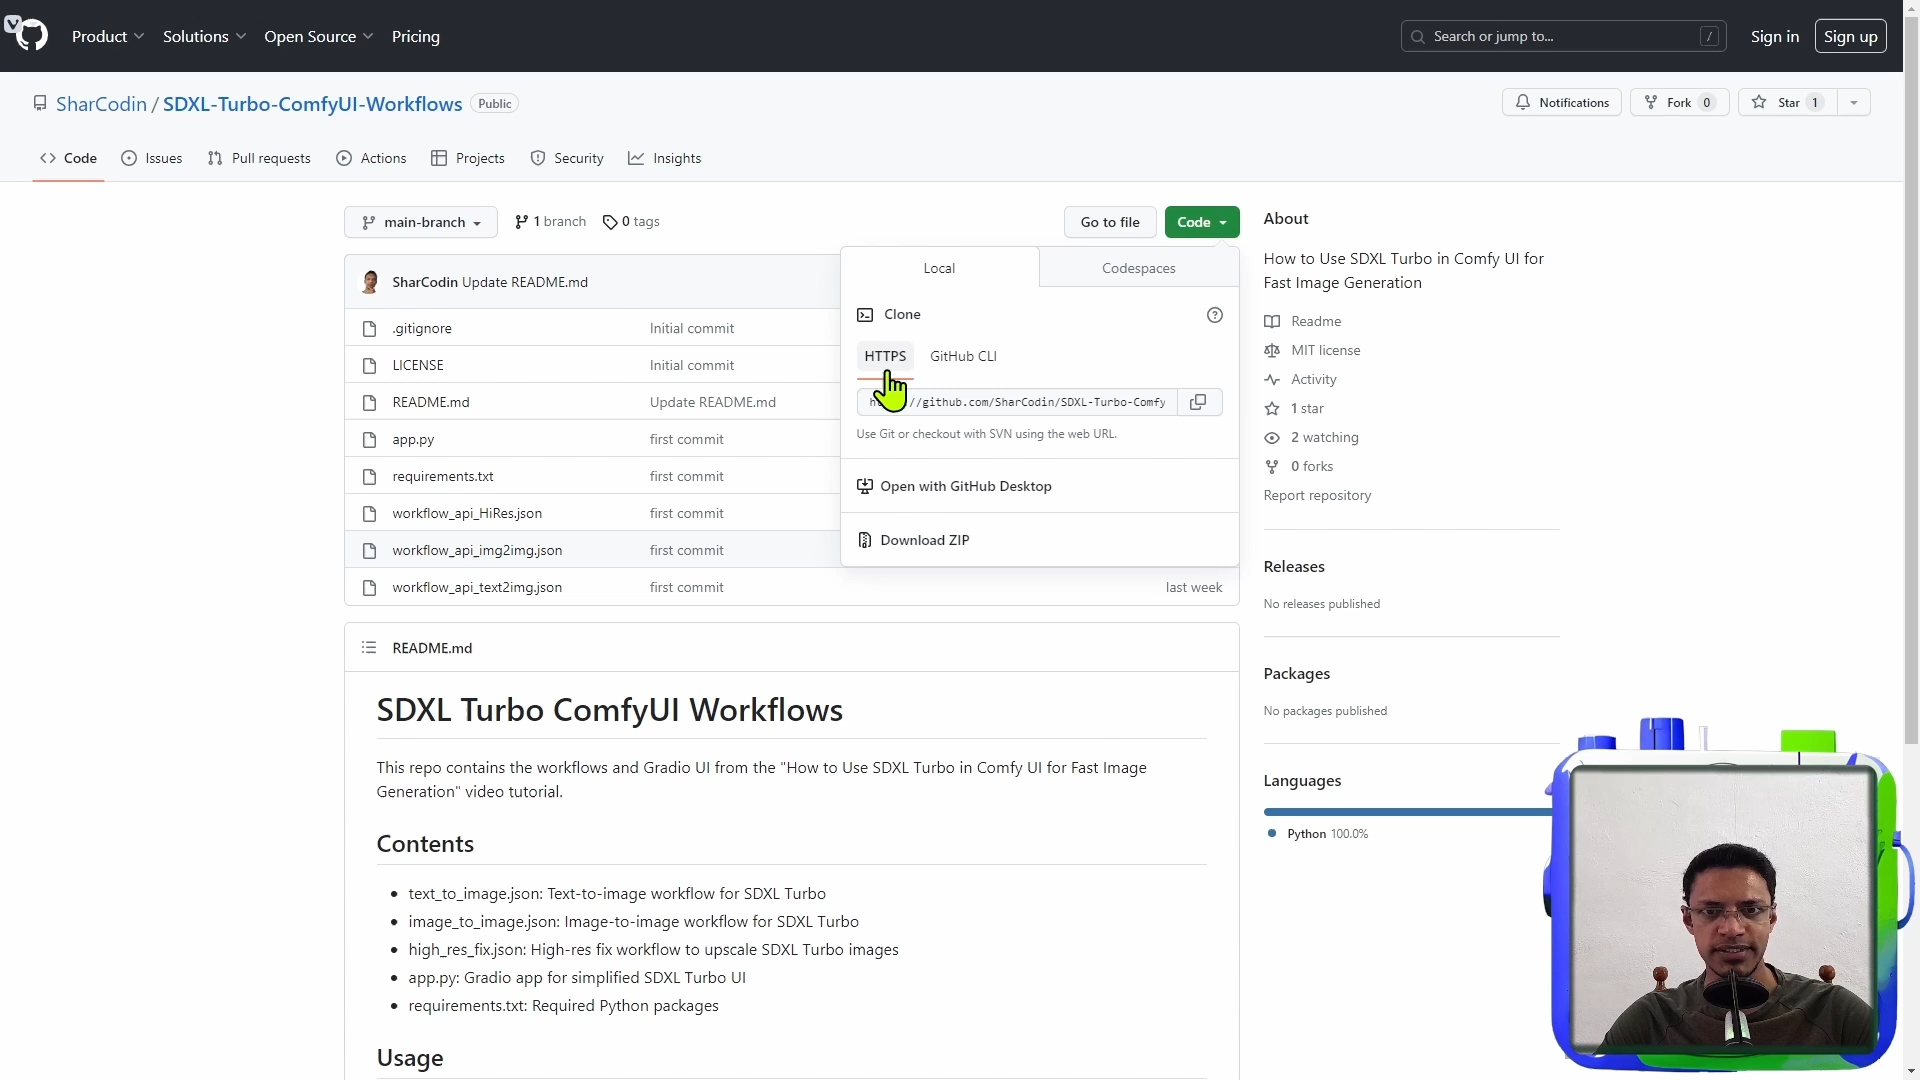 Product Solutions Open Source Pricing Search or jump to... / Sign in Sign up
SharCodin / SDXL-Turbo-ComfyUI-Workflows Public Notifications Fork 0 Star 1
Code Issues Pull requests Actions Projects Security Insights
main-branch 1 branch 0 tags Go to file Code
SharCodin Update README.md
.gitignore Initial commit
LICENSE Initial commit
README.md Update README.md
app.py first commit
requirements.txt first commit
workflow_api_HiRes.json first commit
workflow_api_img2img.json first commit
workflow_api_text2img.json first commit last week
Local Codespaces
Clone
HTTPS GitHub CLI
//github.com/SharCodin/SDXL-Turbo-Comfy
Use Git or checkout with SVN using the web URL.
Open with GitHub Desktop
Download ZIP
README.md
SDXL Turbo ComfyUI Workflows
This repo contains the workflows and Gradio UI from the "How to Use SDXL Turbo in Comfy UI for Fast Image
Generation" video tutorial.
Contents
• text_to_image.json: Text-to-image workflow for SDXL Turbo
• image_to_image.json: Image-to-image workflow for SDXL Turbo
• high_res_fix.json: High-res fix workflow to upscale SDXL Turbo images
• app.py: Gradio app for simplified SDXL Turbo UI
• requirements.txt: Required Python packages
Usage
About
How to Use SDXL Turbo in Comfy UI for
Fast Image Generation
Readme
MIT license
Activity
1 star
2 watching
0 forks
Report repository
Releases
No releases published
Packages
No packages published
Languages
Python 100.0%